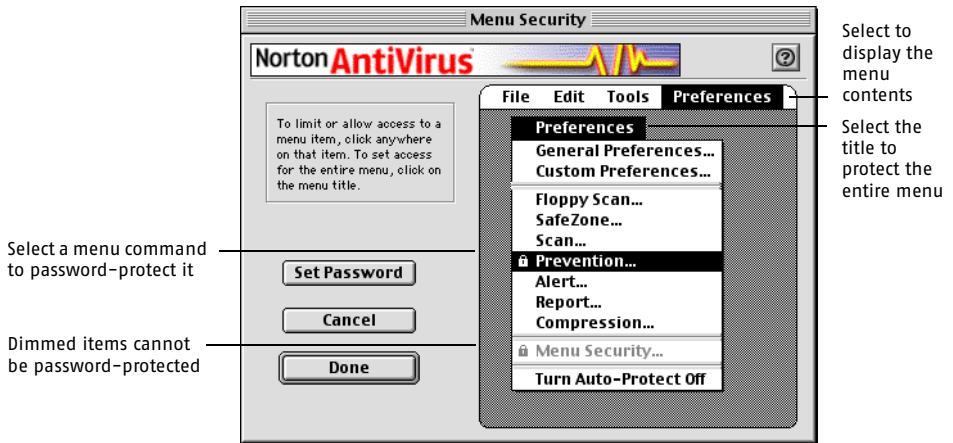 Menu Security
Norton AntiVirus
?
File Edit Tools Preferences
To limit or allow access to a
menu item, click anywhere
on that item. To set access
for the entire menu, click on
the menu title.
Preferences
General Preferences...
Custom Preferences...
Floppy Scan...
SafeZone...
Scan...
Prevention...
Alert...
Report...
Compression...
Menu Security...
Turn Auto-Protect Off
Set Password
Cancel
Done
Select a menu command
to password-protect it
Dimmed items cannot
be password-protected
Select to
display the
menu
contents
Select the
title to
protect the
entire menu